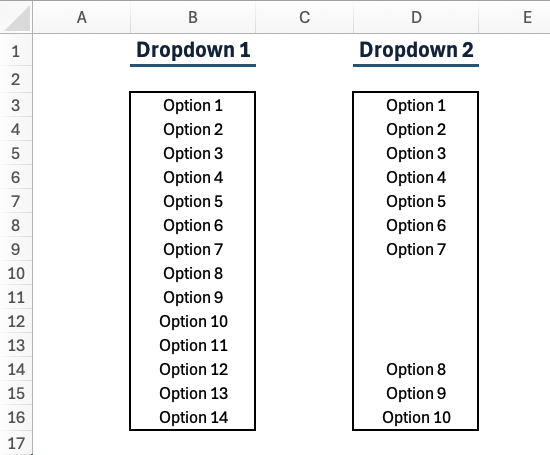 A B C D E
1 Dropdown 1 Dropdown 2
2
3 Option 1 Option 1
4 Option 2 Option 2
5 Option 3 Option 3
6 Option 4 Option 4
7 Option 5 Option 5
8 Option 6 Option 6
9 Option 7 Option 7
10 Option 8
11 Option 9
12 Option 10
13 Option 11
14 Option 12 Option 8
15 Option 13 Option 9
16 Option 14 Option 10
17